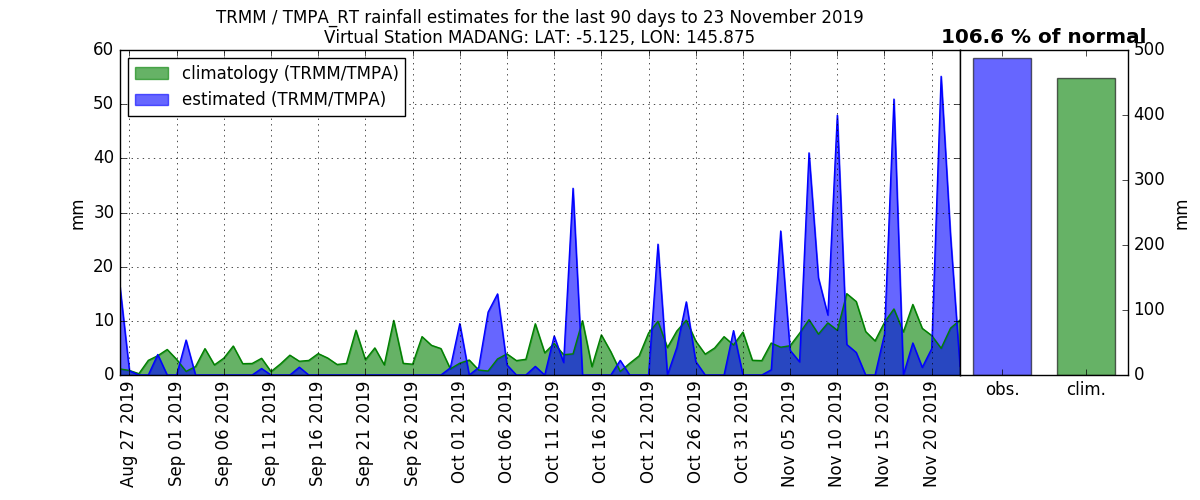 TRMM / TMPA_RT rainfall estimates for the last 90 days to 23 November 2019
Virtual Station MADANG: LAT: -5.125, LON: 145.875
106.6 % of normal
climatology (TRMM/TMPA)
estimated (TRMM/TMPA)
60
50
40
30
20
10
0
mm
500
400
300
200
100
0
mm
obs.
clim.
Aug 27 2019
Sep 01 2019
Sep 06 2019
Sep 11 2019
Sep 16 2019
Sep 21 2019
Sep 26 2019
Oct 01 2019
Oct 06 2019
Oct 11 2019
Oct 16 2019
Oct 21 2019
Oct 26 2019
Oct 31 2019
Nov 05 2019
Nov 10 2019
Nov 15 2019
Nov 20 2019